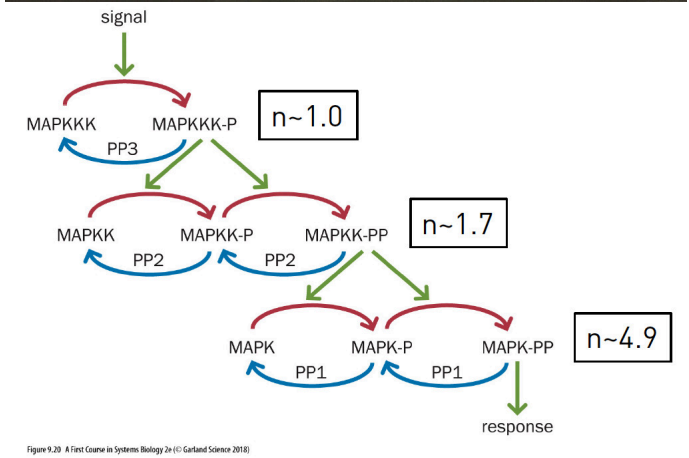 signal
MAPKKK MAPKKK-P n~1.0
PP3
MAPKK MAPKK-P MAPKK-PP n~1.7
PP2 PP2
MAPK MAPK-P MAPK-PP n~4.9
PP1 PP1
response
Figure 9.20 A First Course in Systems Biology 2e (© Garland Science 2018)